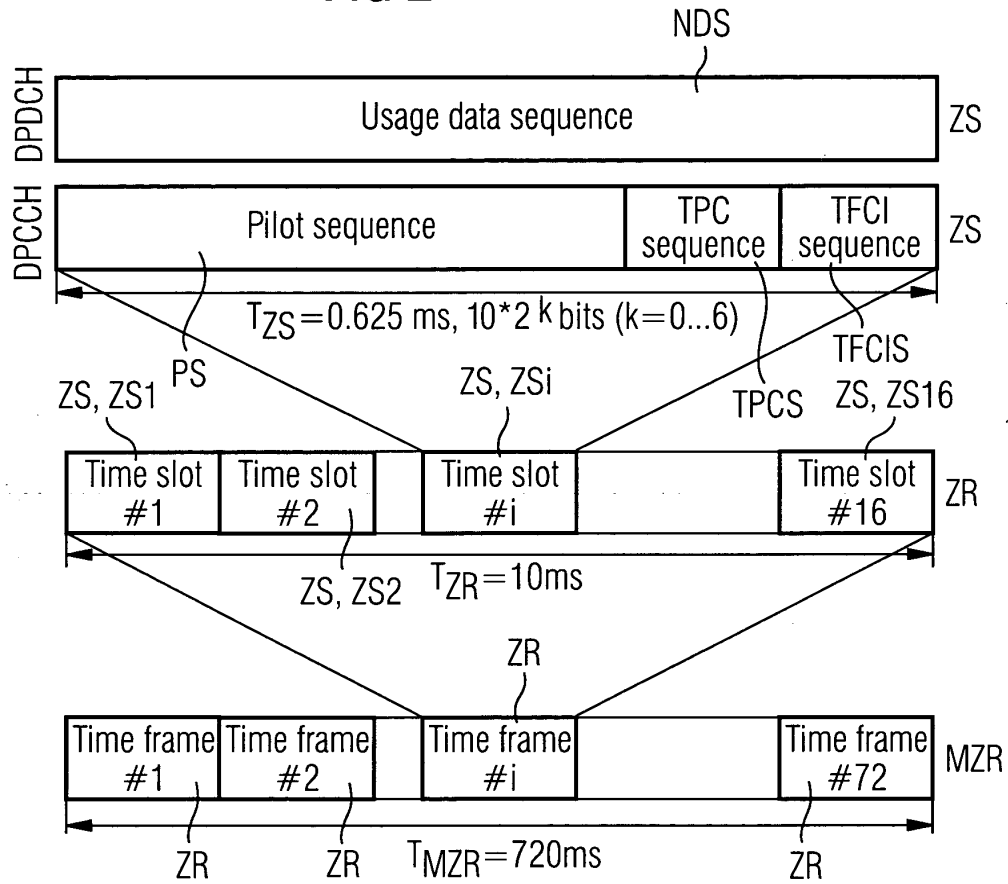 NDS
DPDCH
Usage data sequence
ZS
DPCCH
Pilot sequence
TPC
sequence
TFCI
sequence
ZS
T_ZS=0.625 ms, 10*2 k bits (k=0...6)
PS
TPCS
TFCIS
ZS, ZS1
ZS, ZSi
ZS, ZS16
Time slot
#1
Time slot
#2
Time slot
#i
Time slot
#16
ZR
ZS, ZS2
T_ZR=10ms
ZR
Time frame
#1
Time frame
#2
Time frame
#i
Time frame
#72
MZR
ZR
ZR
T_MZR=720ms
ZR